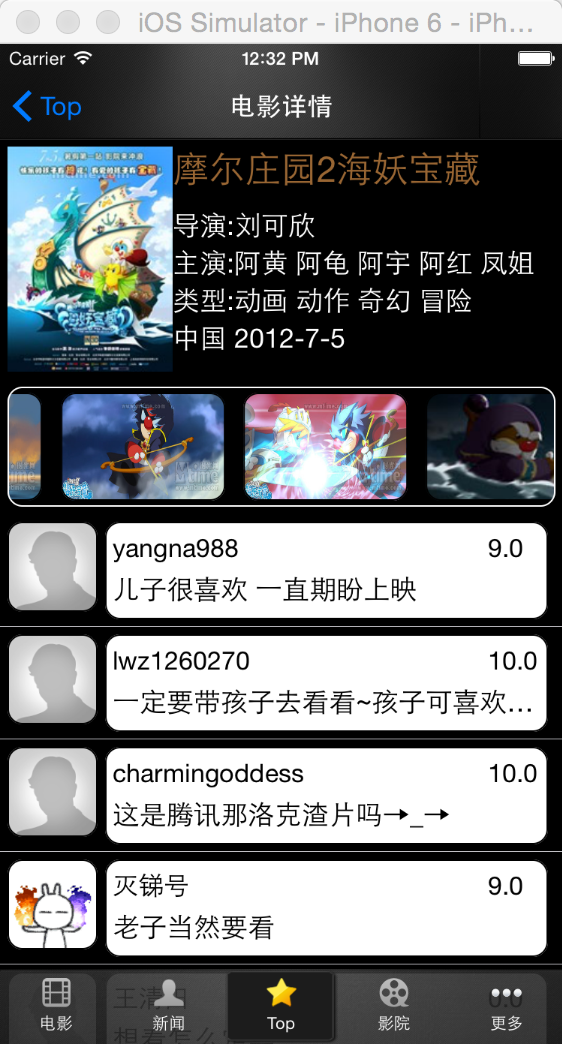 iOS Simulator - iPhone 6 - iPh...
Carrier 12:32 PM
Top 电影详情
摩尔庄园2海妖宝藏
导演:刘可欣
主演:阿黄 阿龟 阿宇 阿红 凤姐
类型:动画 动作 奇幻 冒险
中国 2012-7-5
yangna988 9.0
儿子很喜欢 一直期盼上映
lwz1260270 10.0
一定要带孩子去看看~孩子可喜欢...
charmingoddess 10.0
这是腾讯那洛克渣片吗→_→
灭锑号 9.0
老子当然要看
电影 新闻 Top 影院 更多